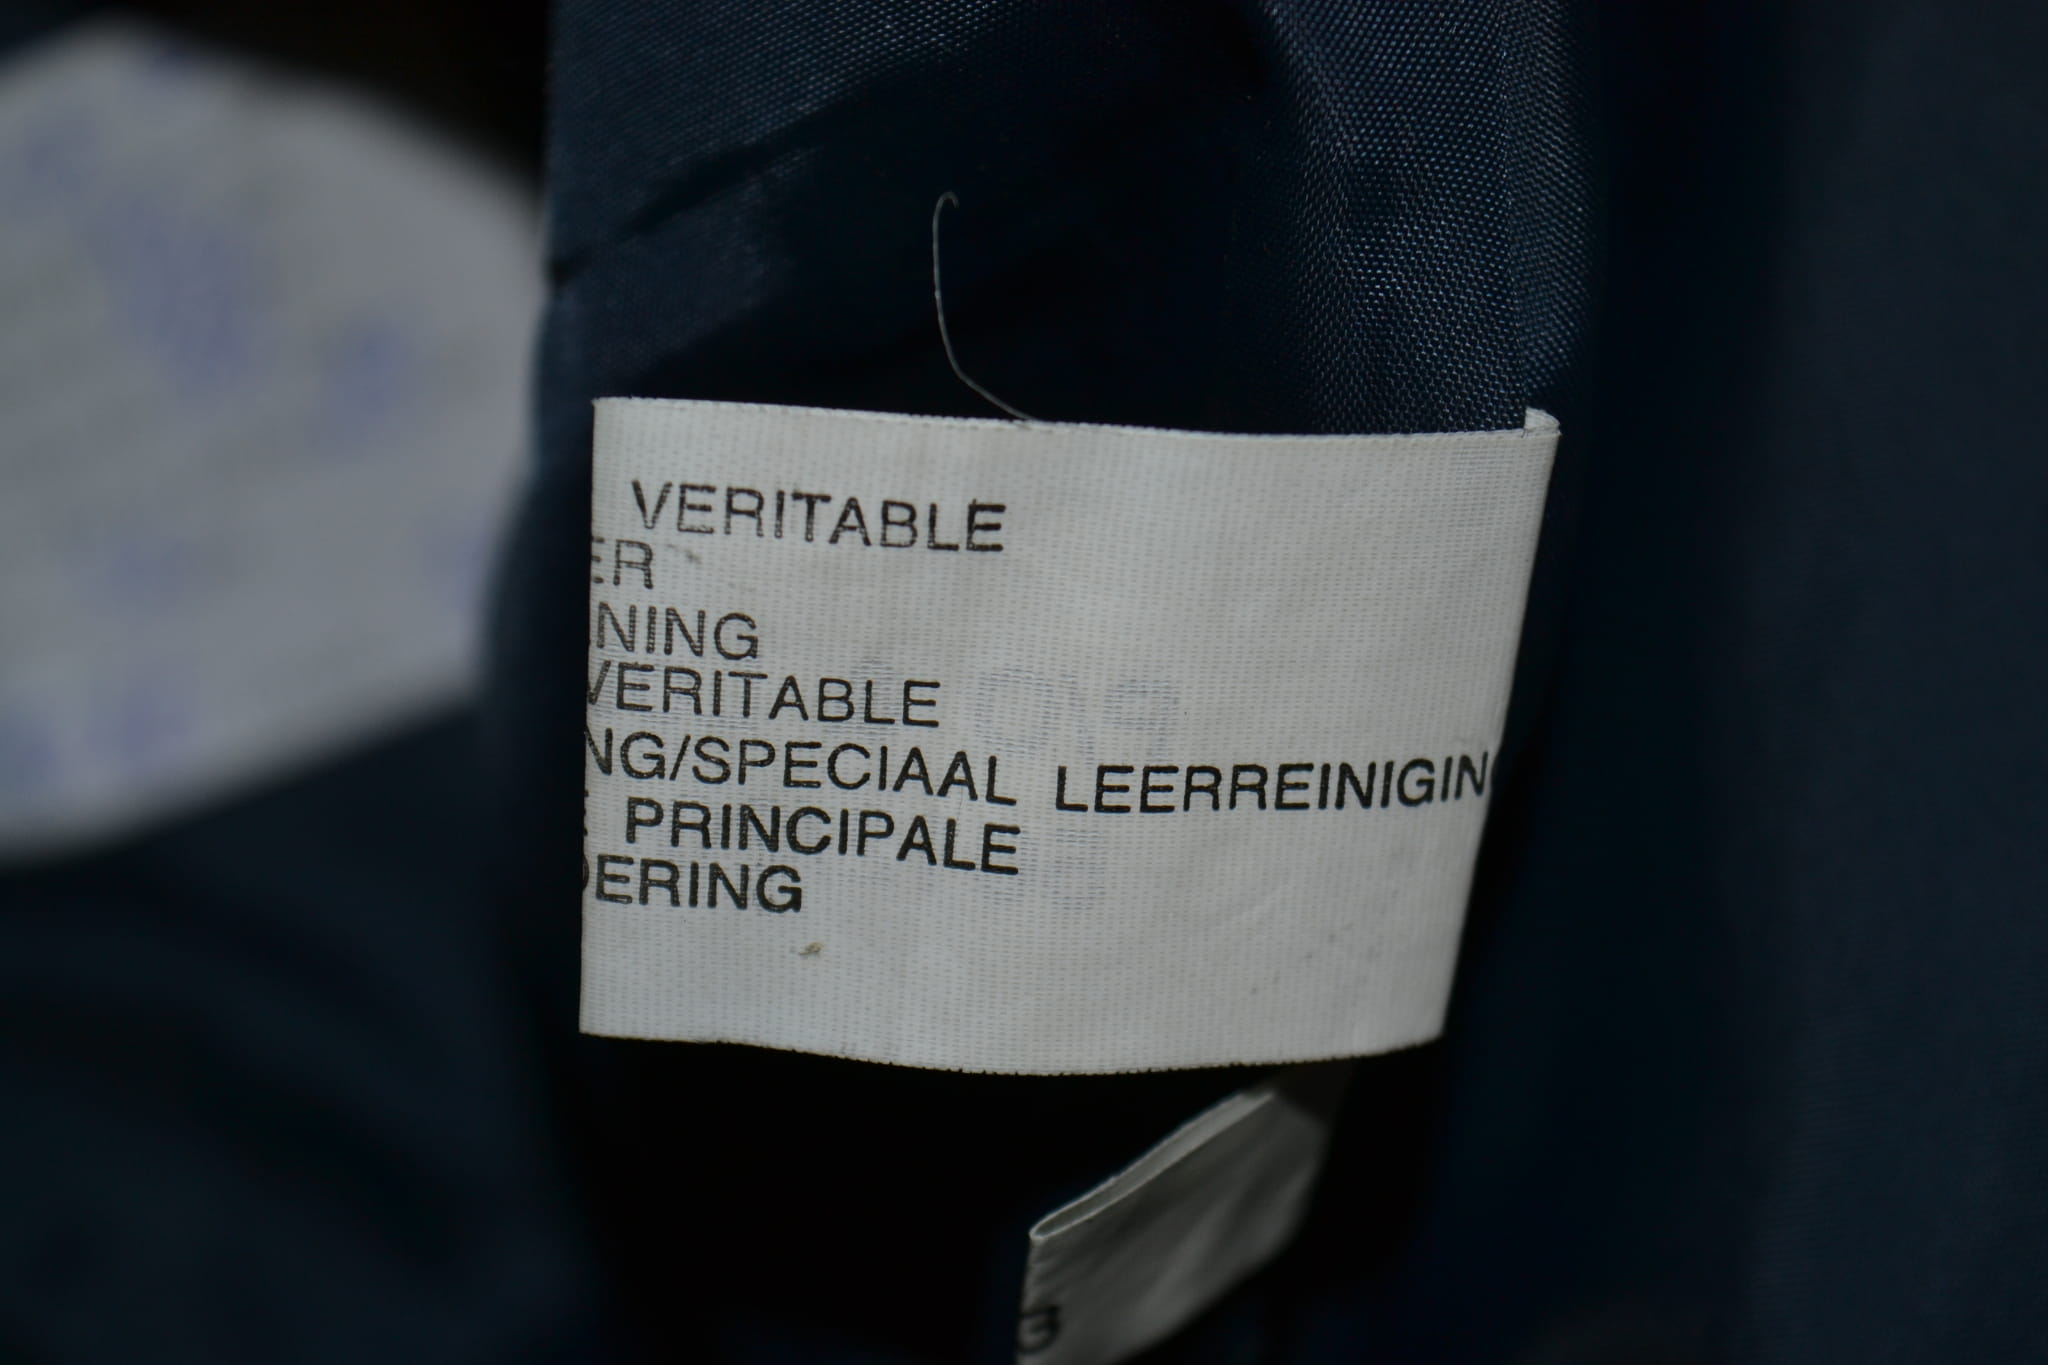 VERITABLE
ER
NING
VERITABLE
NG/SPECIAAL LEERREINIGIN
PRINCIPALE
DERING